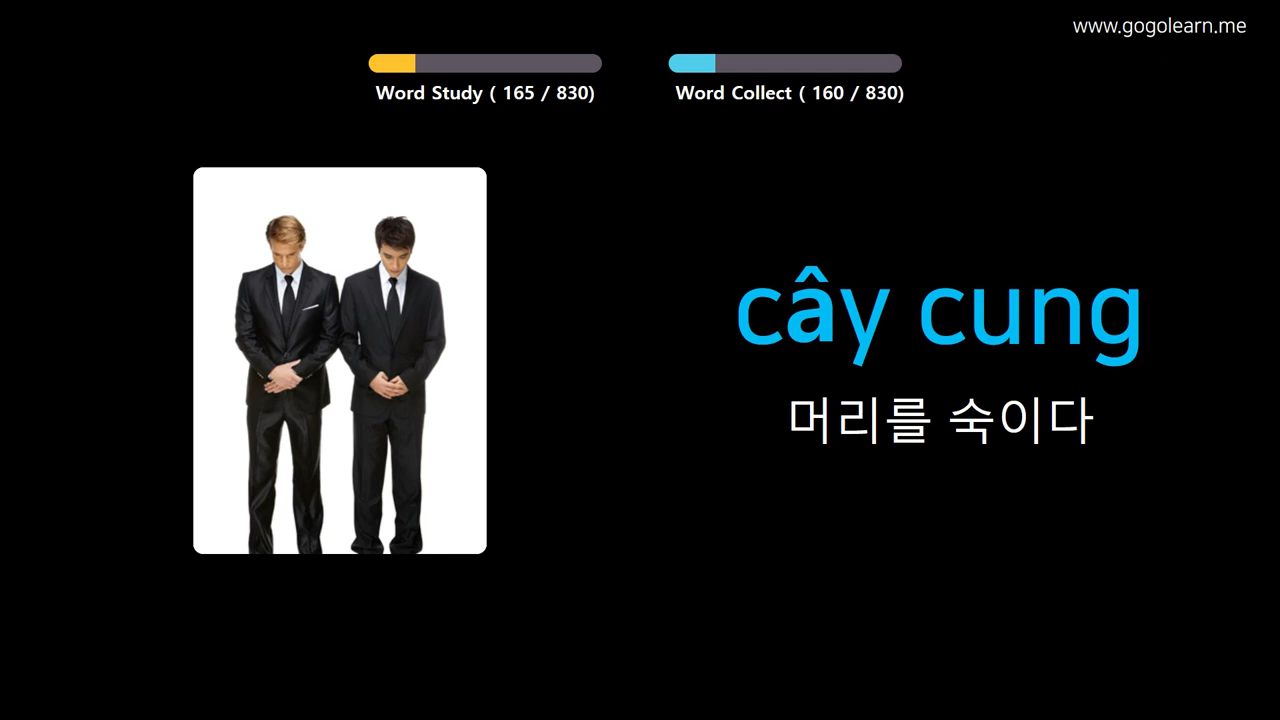 www.gogolearn.me
Word Study ( 165 / 830)
Word Collect ( 160 / 830)
cây cung
머리를 숙이다